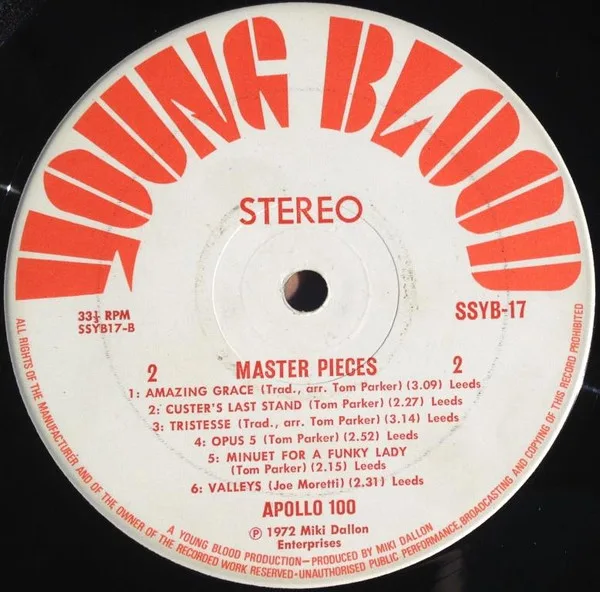 YOUNG BLOOD
STEREO
33⅓ RPM
SSYB17-B
SSYB-17
2 MASTER PIECES 2
1: AMAZING GRACE (Trad., arr. Tom Parker) (3.09) Leeds
2: CUSTER'S LAST STAND (Tom Parker) (2.27) Leeds
3: TRISTESSE (Trad., arr. Tom Parker) (3.14) Leeds
4: OPUS 5 (Tom Parker) (2.52) Leeds
5: MINUET FOR A FUNKY LADY
(Tom Parker) (2.15) Leeds
6: VALLEYS (Joe Moretti) (2.31) Leeds
APOLLO 100
℗ 1972 Miki Dallon
Enterprises
A YOUNG BLOOD PRODUCTION—PRODUCED BY MIKI DALLON
ALL RIGHTS OF THE MANUFACTURER AND OF THE OWNER OF THE RECORDED WORK RESERVED-UNAUTHORISED PUBLIC PERFORMANCE, BROADCASTING AND COPYING OF THIS RECORD PROHIBITED